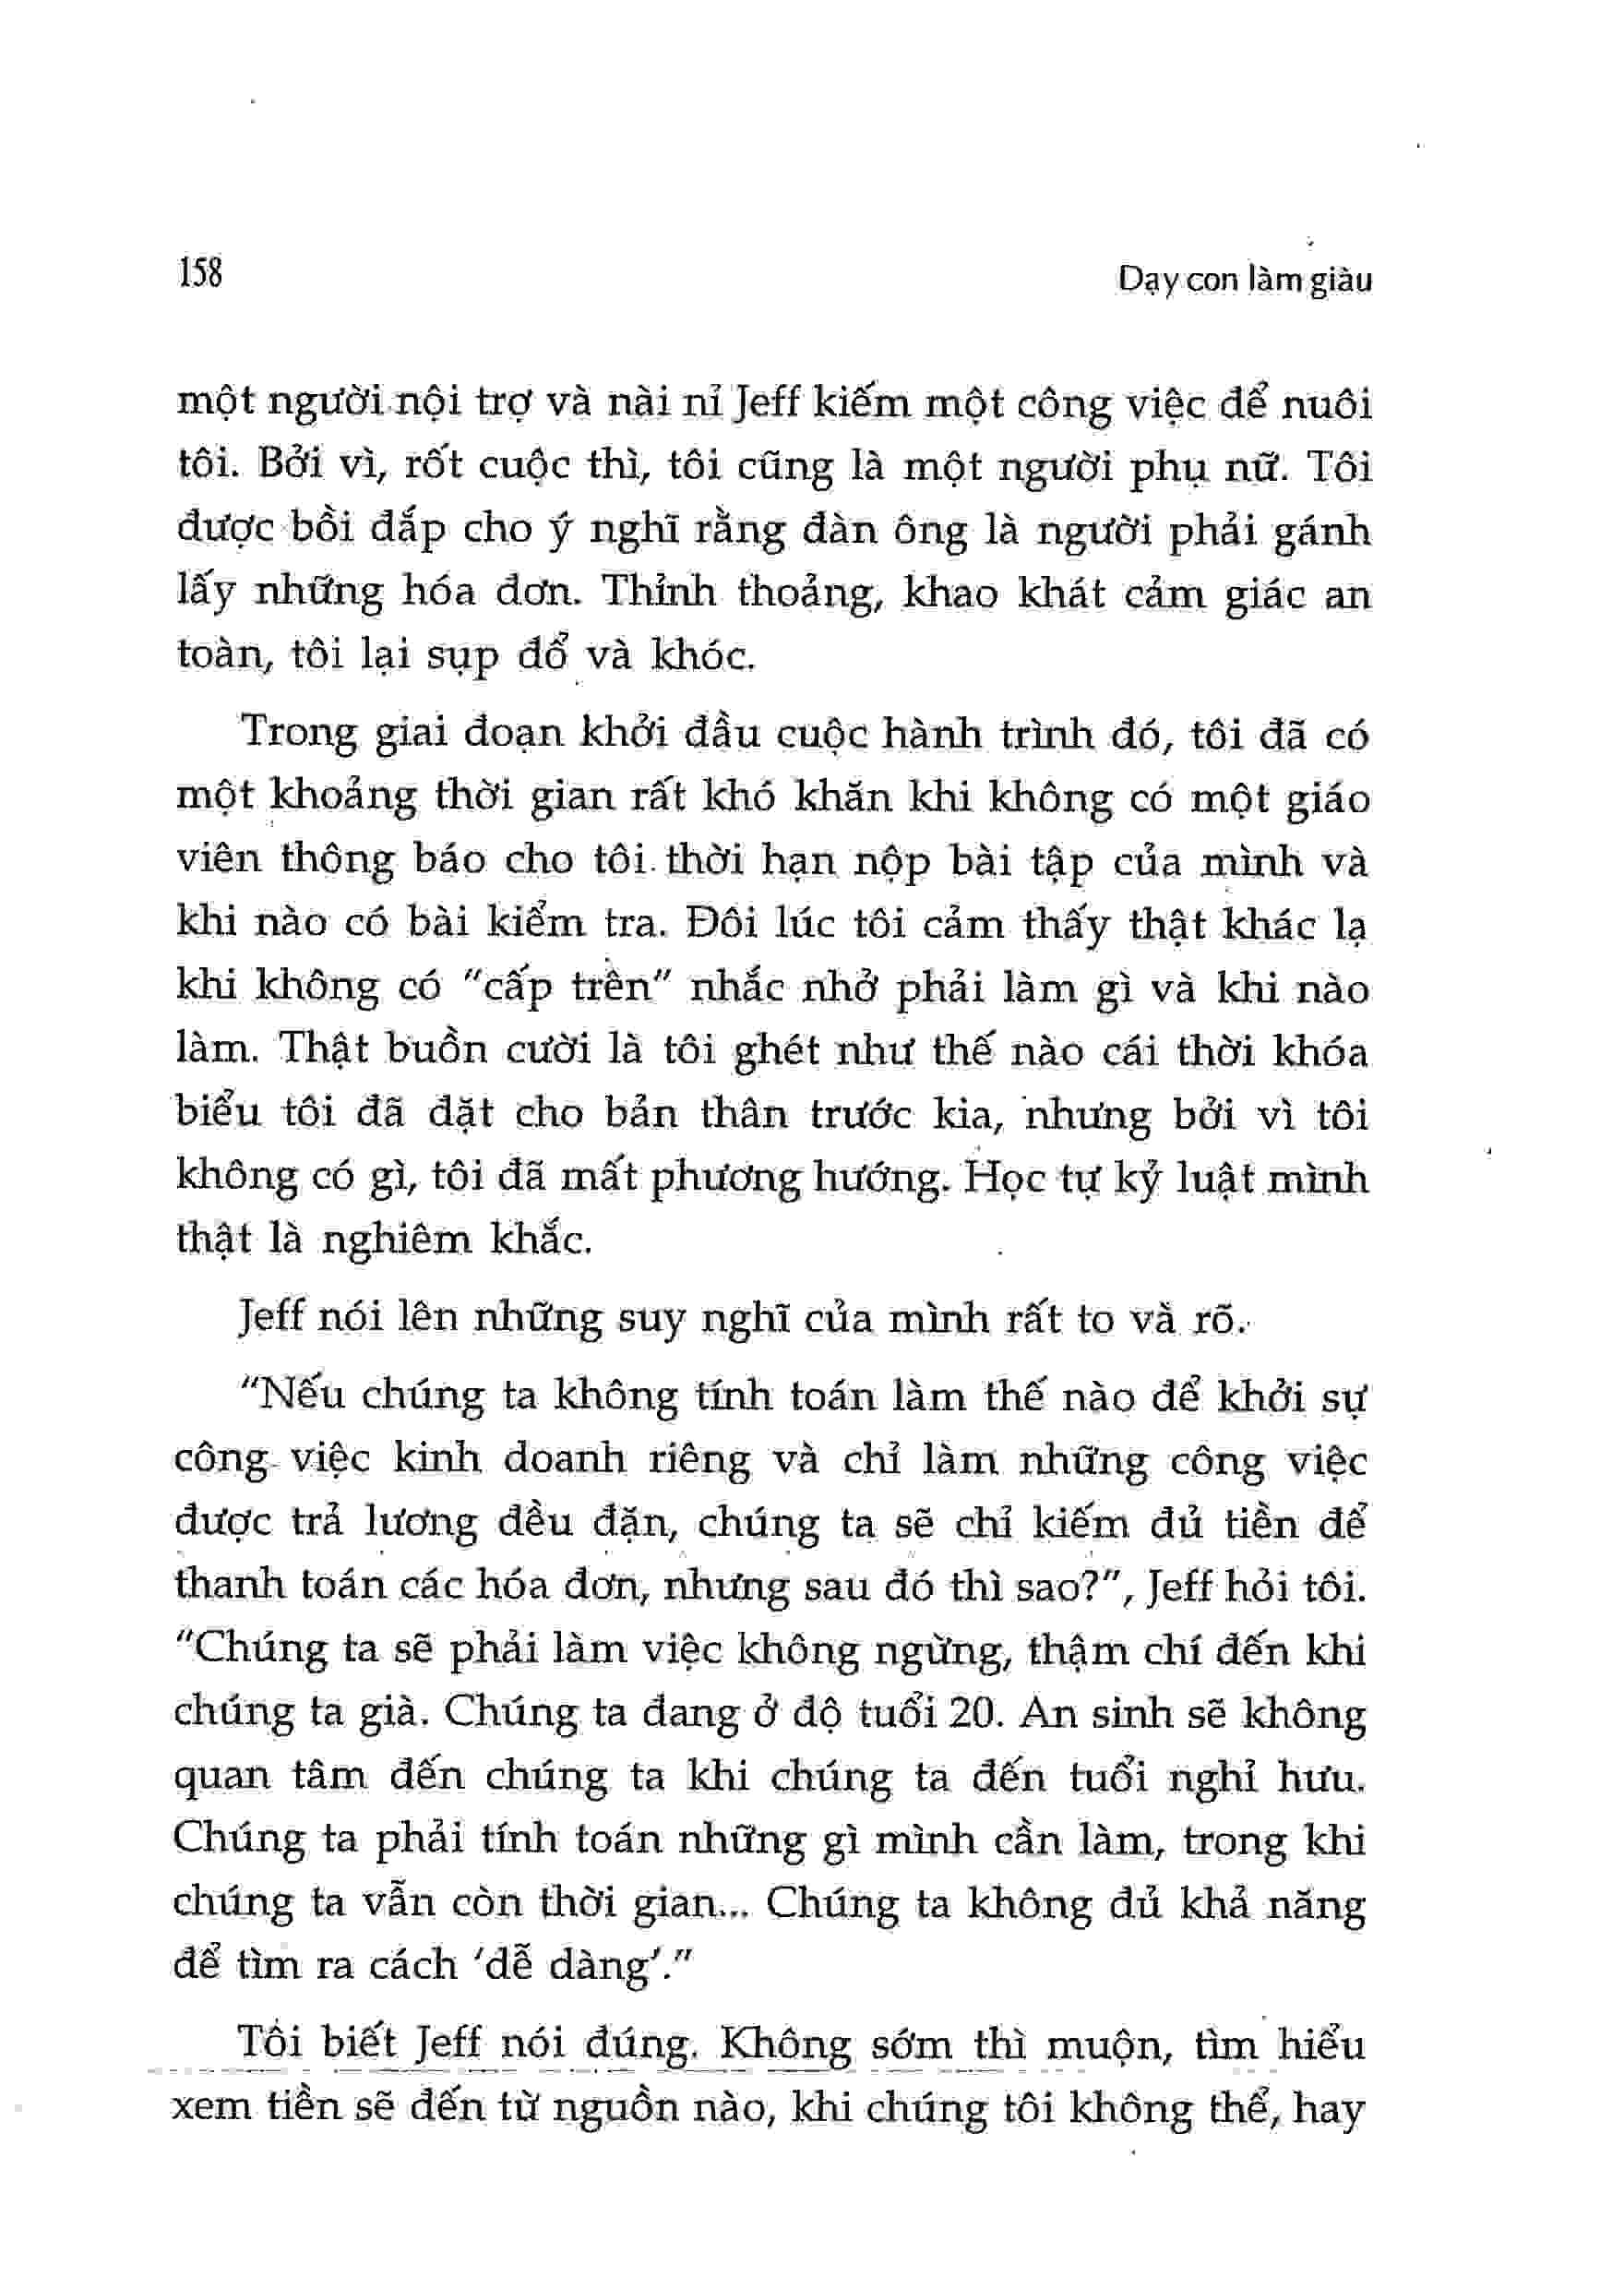 158
Dạy con làm giàu
một người nội trợ và nài nỉ Jeff kiếm một công việc để nuôi
tôi. Bởi vì, rốt cuộc thì, tôi cũng là một người phụ nữ. Tôi
được bồi đắp cho ý nghĩ rằng đàn ông là người phải gánh
lấy những hóa đơn. Thỉnh thoảng, khao khát cảm giác an
toàn, tôi lại sụp đổ và khóc.
Trong giai đoạn khởi đầu cuộc hành trình đó, tôi đã có
một khoảng thời gian rất khó khăn khi không có một giáo
viên thông báo cho tôi thời hạn nộp bài tập của mình và
khi nào có bài kiểm tra. Đôi lúc tôi cảm thấy thật khác lạ
khi không có “cấp trên” nhắc nhở phải làm gì và khi nào
làm. Thật buồn cười là tôi ghét như thế nào cái thời khóa
biểu tôi đã đặt cho bản thân trước kia, nhưng bởi vì tôi
không có gì, tôi đã mất phương hướng. Học tự kỷ luật mình
thật là nghiêm khắc.
Jeff nói lên những suy nghĩ của mình rất to và rõ.
“Nếu chúng ta không tính toán làm thế nào để khởi sự
công việc kinh doanh riêng và chỉ làm những công việc
được trả lương đều đặn, chúng ta sẽ chỉ kiếm đủ tiền để
thanh toán các hóa đơn, nhưng sau đó thì sao?”, Jeff hỏi tôi.
“Chúng ta sẽ phải làm việc không ngừng, thậm chí đến khi
chúng ta già. Chúng ta đang ở độ tuổi 20. An sinh sẽ không
quan tâm đến chúng ta khi chúng ta đến tuổi nghỉ hưu.
Chúng ta phải tính toán những gì mình cần làm, trong khi
chúng ta vẫn còn thời gian... Chúng ta không đủ khả năng
để tìm ra cách ‘dễ dàng’.”
Tôi biết Jeff nói đúng. Không sớm thì muộn, tìm hiểu
xem tiền sẽ đến từ nguồn nào, khi chúng tôi không thể, hay